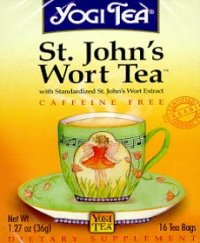 YOGI TEA
St. John's
Wort Tea™
with Standardized St. John's Wort Extract
CAFFEINE FREE
Net Wt
1.27 oz (36g)
YOGI
TEA
16 Tea Bags
DIETARY SUPPLEMENT